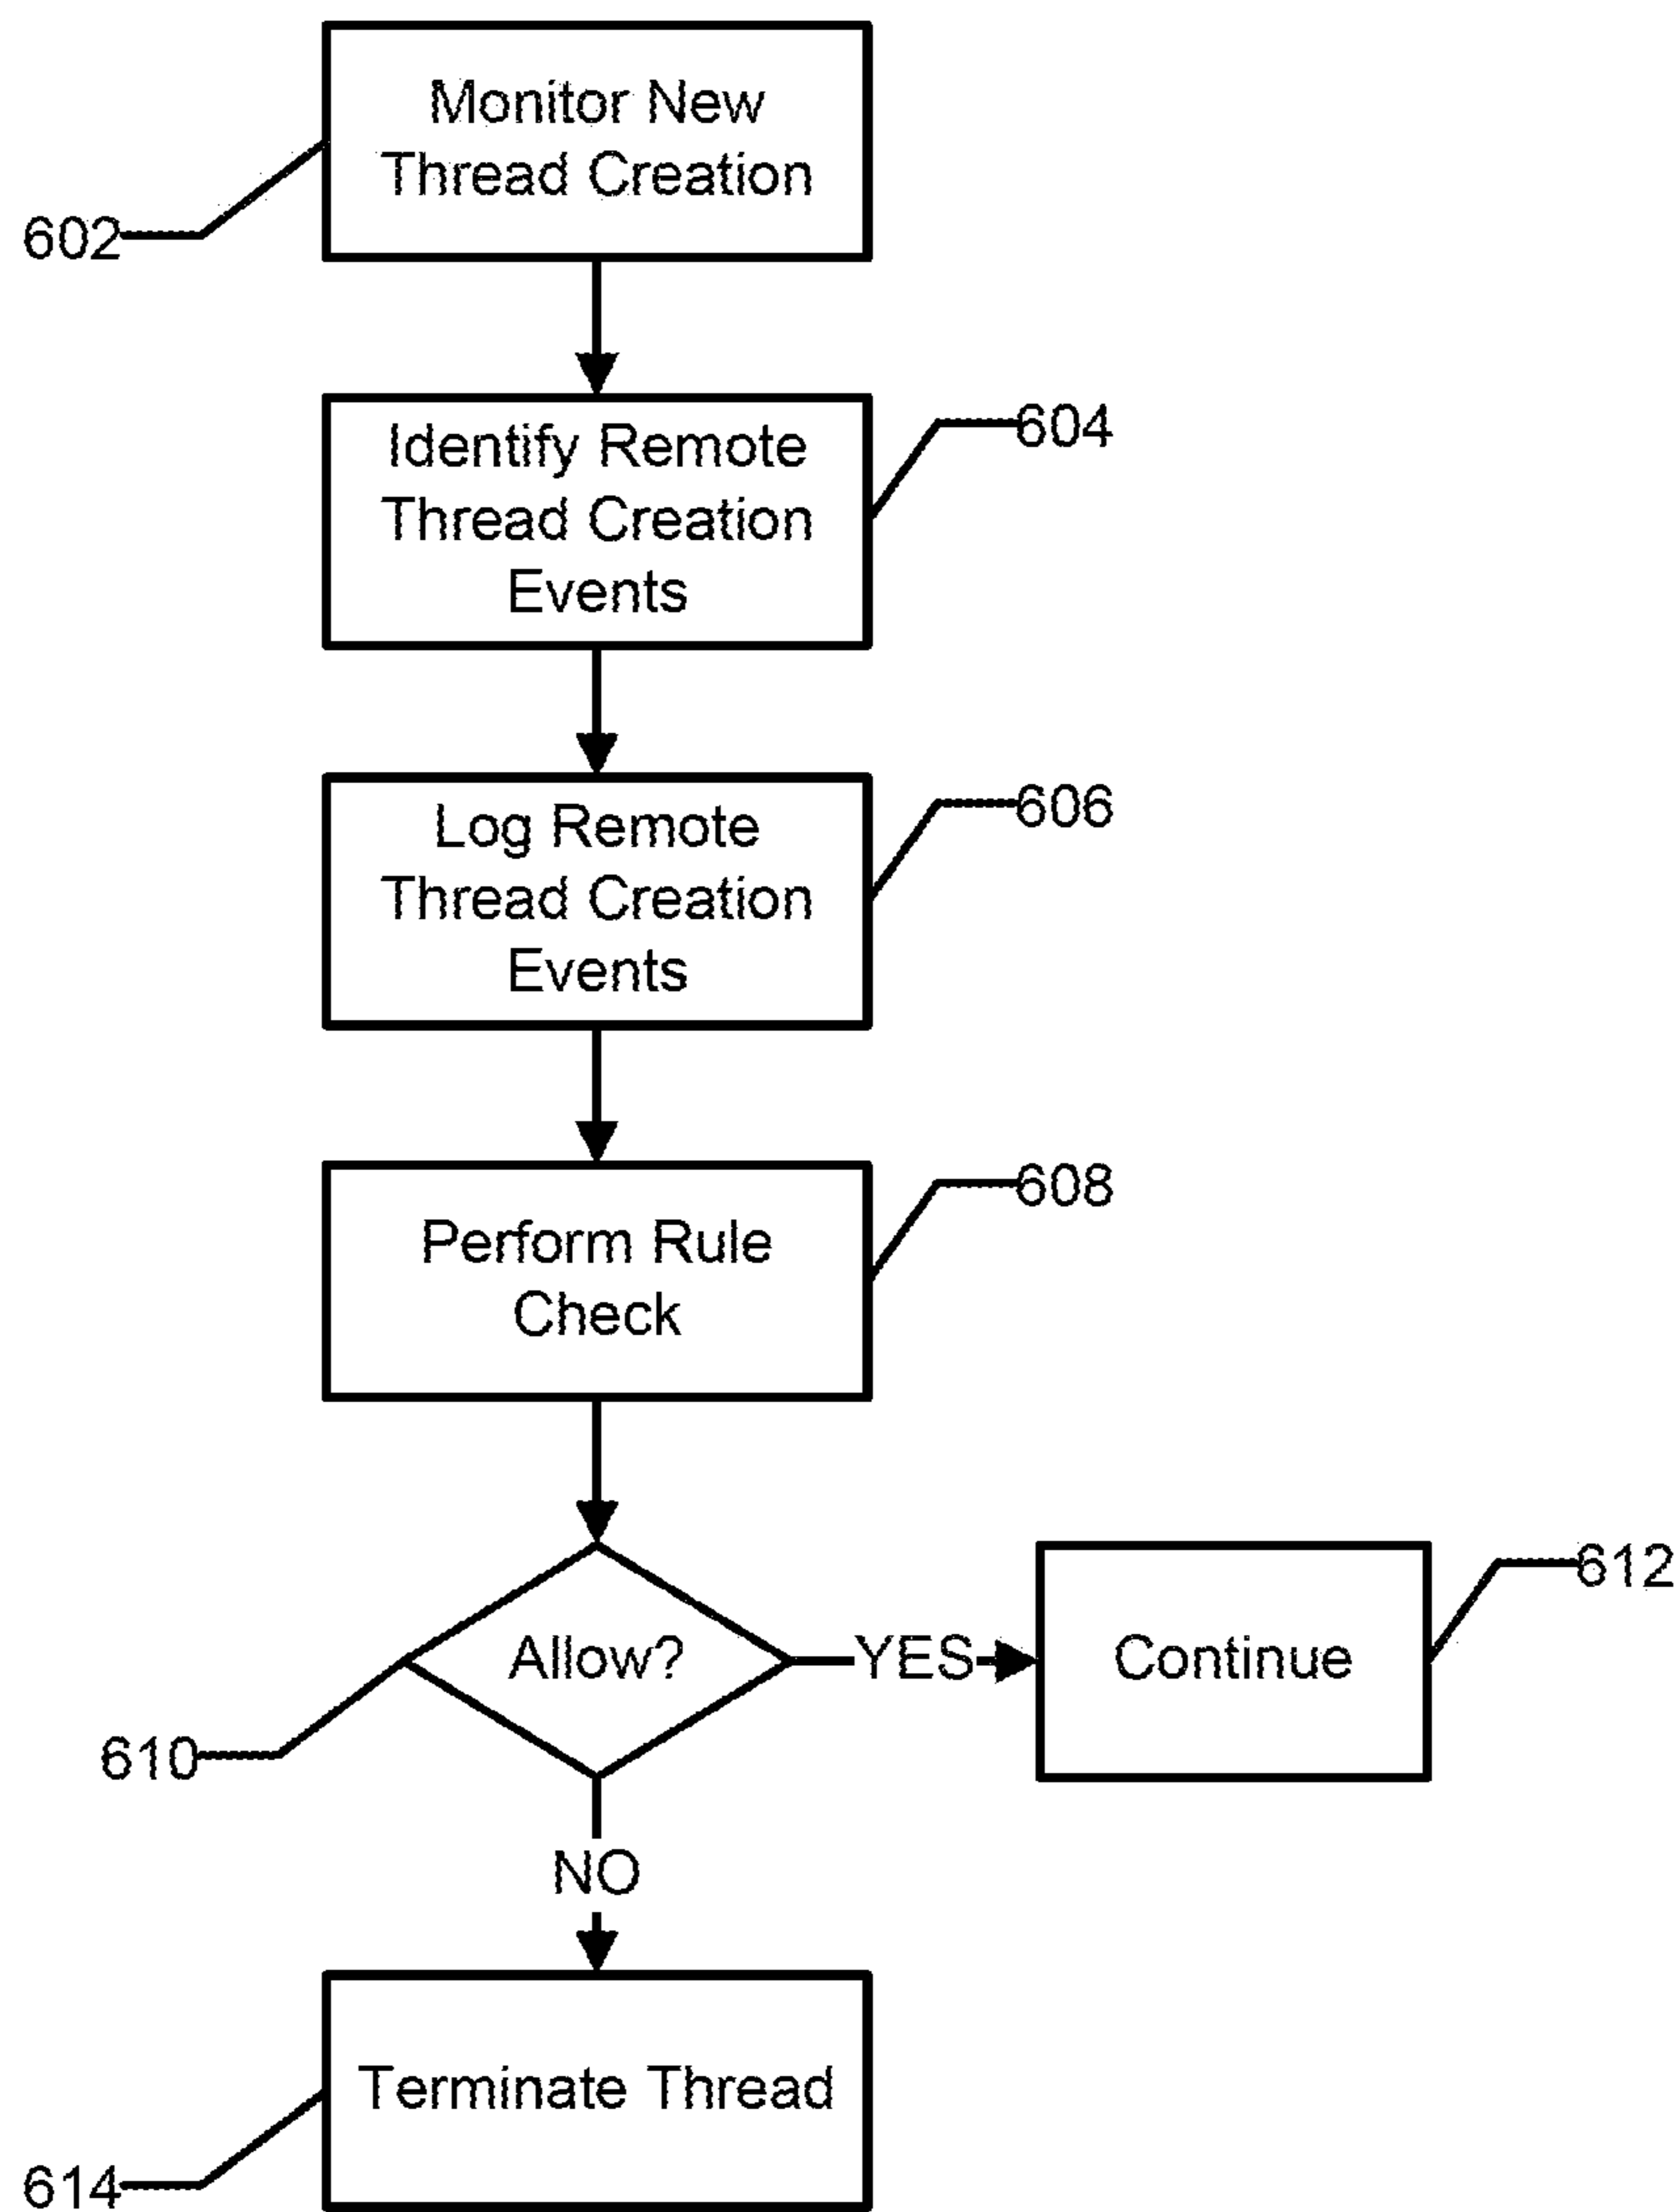 Monitor New
Thread Creation
602
Identify Remote
Thread Creation
Events
604
Log Remote
Thread Creation
Events
606
Perform Rule
Check
608
Allow?
YES
Continue
612
610
NO
Terminate Thread
614